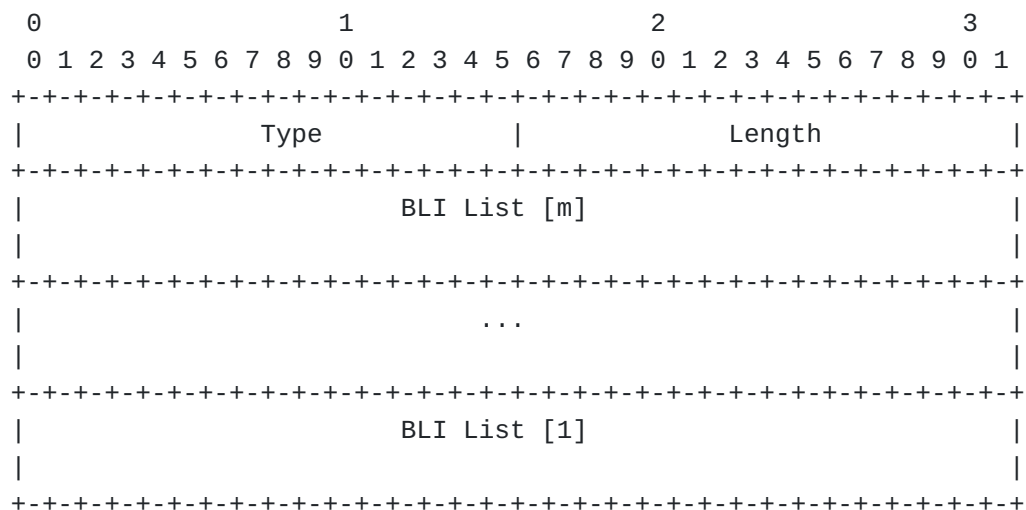 0                   1                   2                   3
 0 1 2 3 4 5 6 7 8 9 0 1 2 3 4 5 6 7 8 9 0 1 2 3 4 5 6 7 8 9 0 1
+-+-+-+-+-+-+-+-+-+-+-+-+-+-+-+-+-+-+-+-+-+-+-+-+-+-+-+-+-+-+-+-+
|               Type            |             Length            |
+-+-+-+-+-+-+-+-+-+-+-+-+-+-+-+-+-+-+-+-+-+-+-+-+-+-+-+-+-+-+-+-+
|                        BLI List [m]                           |
|                                                               |
+-+-+-+-+-+-+-+-+-+-+-+-+-+-+-+-+-+-+-+-+-+-+-+-+-+-+-+-+-+-+-+-+
|                             ...                               |
|                                                               |
+-+-+-+-+-+-+-+-+-+-+-+-+-+-+-+-+-+-+-+-+-+-+-+-+-+-+-+-+-+-+-+-+
|                        BLI List [1]                           |
|                                                               |
+-+-+-+-+-+-+-+-+-+-+-+-+-+-+-+-+-+-+-+-+-+-+-+-+-+-+-+-+-+-+-+-+